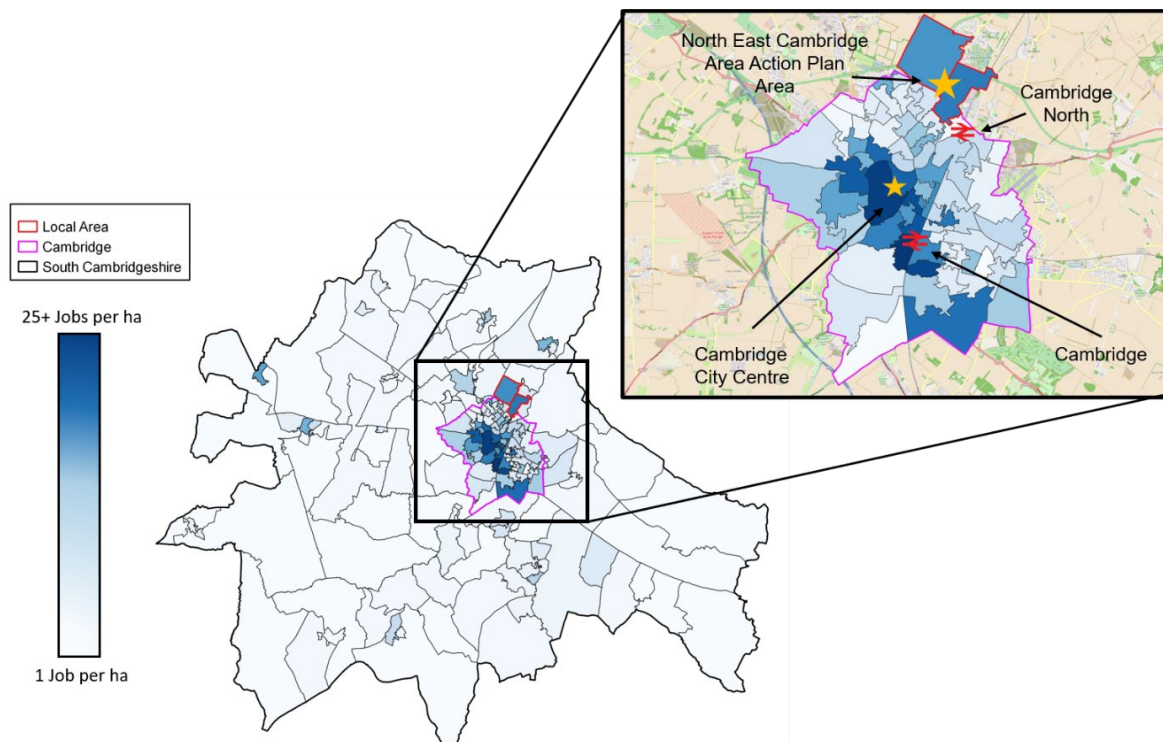 North East Cambridge
Area Action Plan
Area
Cambridge
North
Cambridge
City Centre
Cambridge
Local Area
Cambridge
South Cambridgeshire
25+ Jobs per ha
1 Job per ha